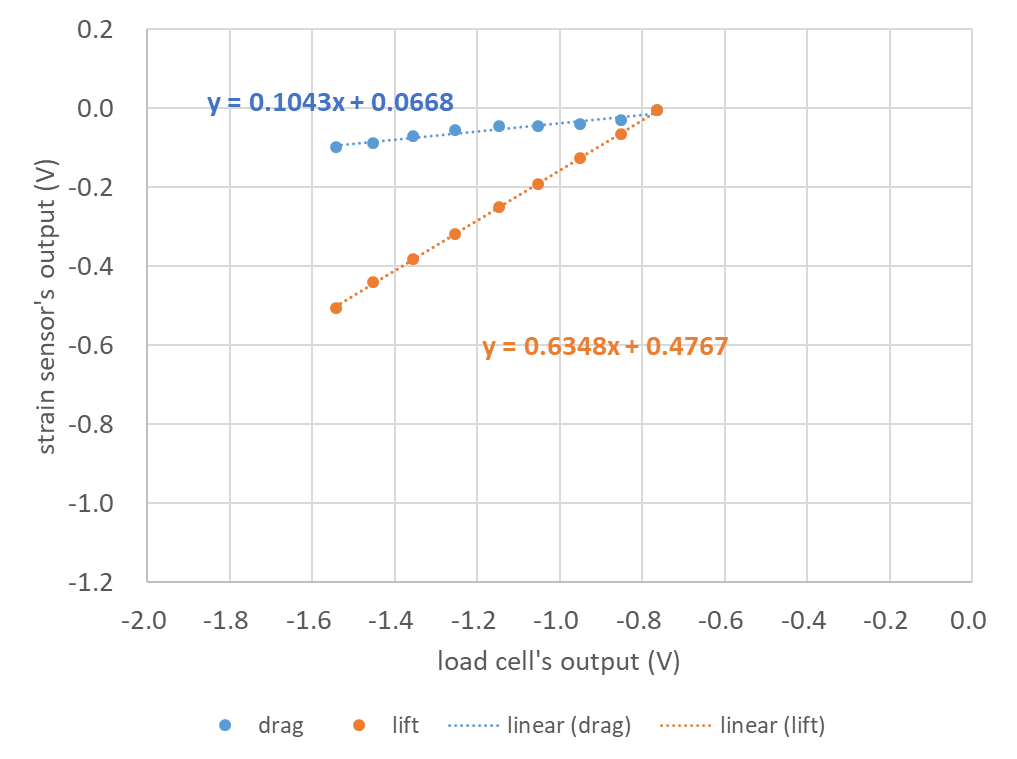 0.2
0.0
-0.2
-0.4
-0.6
-0.8
-1.0
-1.2
strain sensor's output (V)
y = 0.1043x + 0.0668
y = 0.6348x + 0.4767
-2.0 -1.8 -1.6 -1.4 -1.2 -1.0 -0.8 -0.6 -0.4 -0.2 0.0
load cell's output (V)
drag lift linear (drag) linear (lift)